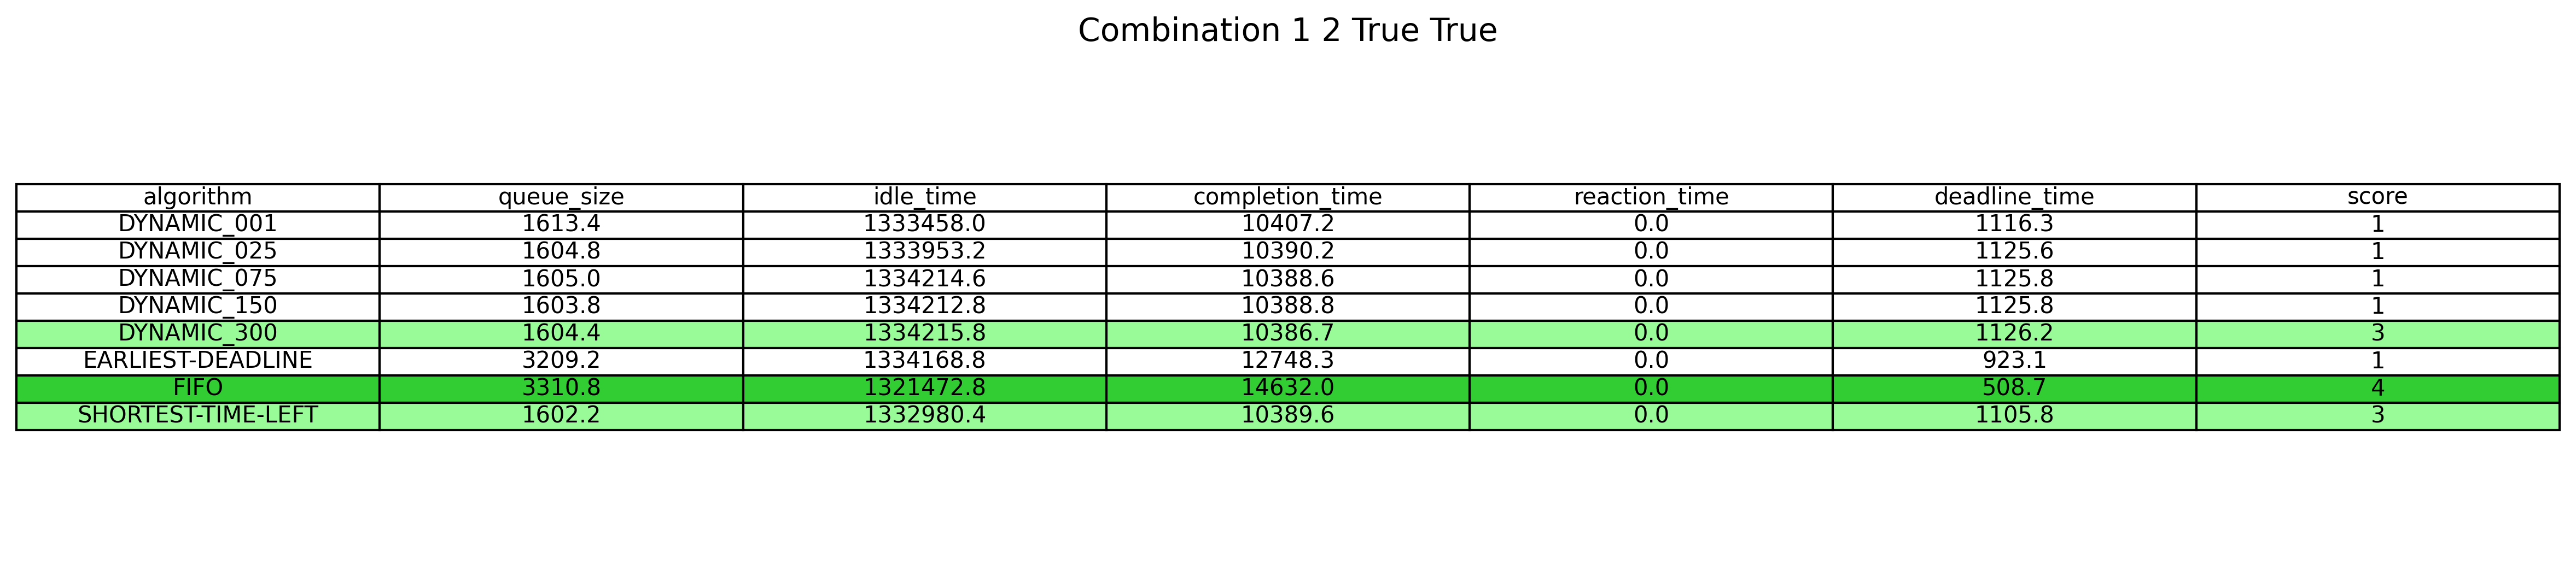 Combination 1 2 True True
algorithm queue_size idle_time completion_time reaction_time deadline_time score
DYNAMIC_001 1613.4 1333458.0 10407.2 0.0 1116.3 1
DYNAMIC_025 1604.8 1333953.2 10390.2 0.0 1125.6 1
DYNAMIC_075 1605.0 1334214.6 10388.6 0.0 1125.8 1
DYNAMIC_150 1603.8 1334212.8 10388.8 0.0 1125.8 1
DYNAMIC_300 1604.4 1334215.8 10386.7 0.0 1126.2 3
EARLIEST-DEADLINE 3209.2 1334168.8 12748.3 0.0 923.1 1
FIFO 3310.8 1321472.8 14632.0 0.0 508.7 4
SHORTEST-TIME-LEFT 1602.2 1332980.4 10389.6 0.0 1105.8 3